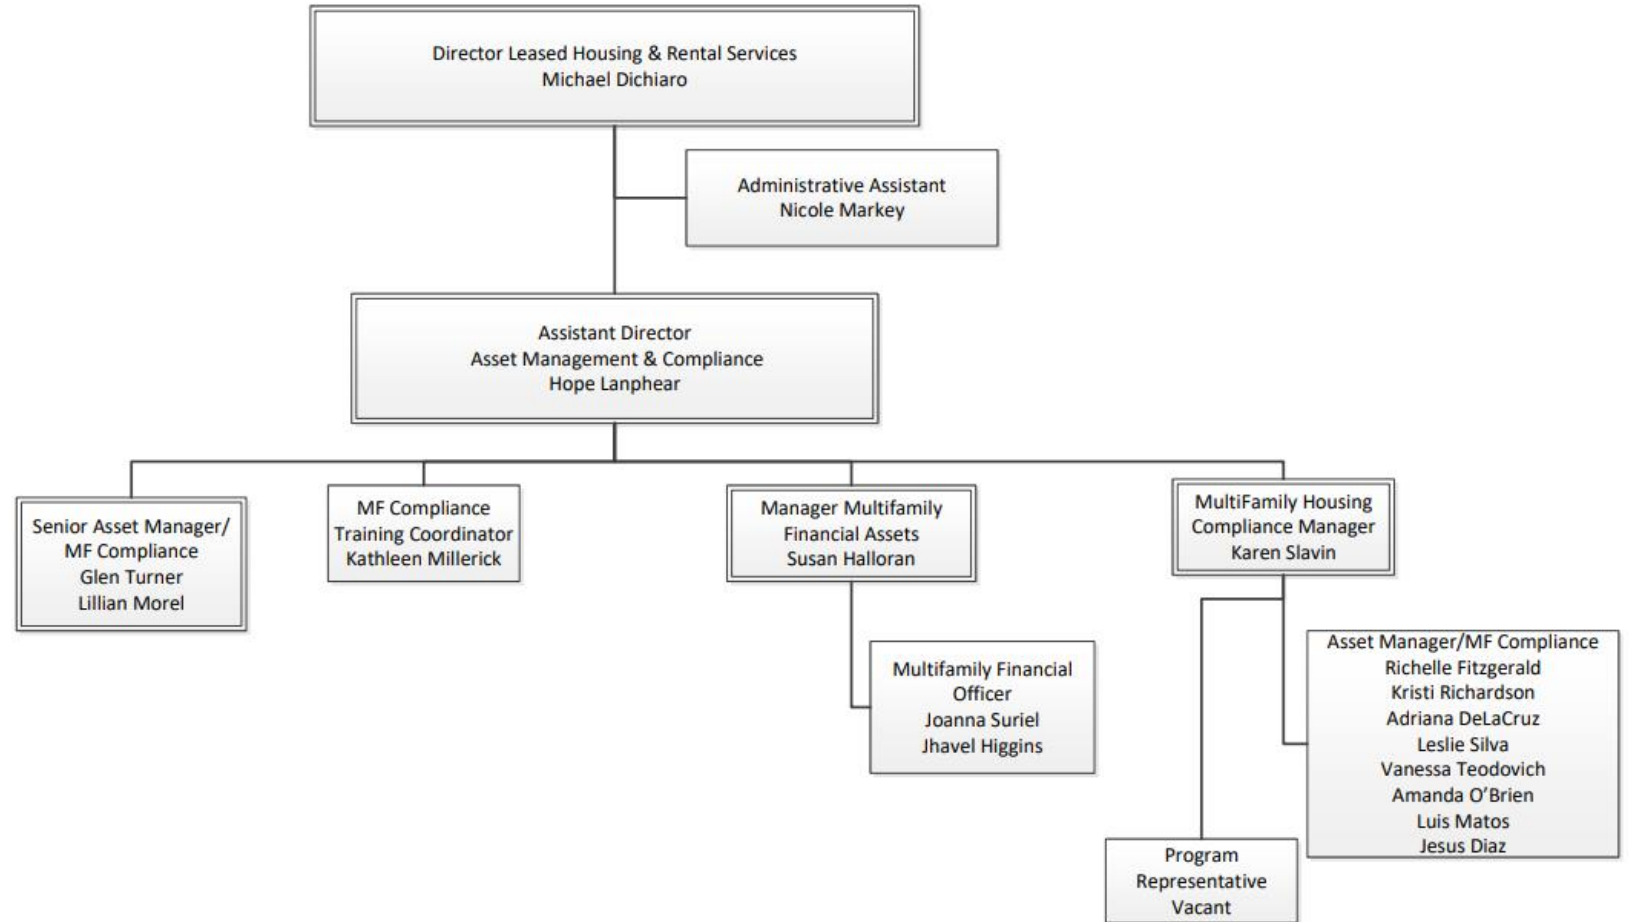 Director Leased Housing & Rental Services
Michael Dichiaro
Administrative Assistant
Nicole Markey
Assistant Director
Asset Management & Compliance
Hope Lanphear
Senior Asset Manager/
MF Compliance
Glen Turner
Lillian Morel
MF Compliance
Training Coordinator
Kathleen Millerick
Manager Multifamily
Financial Assets
Susan Halloran
MultiFamily Housing
Compliance Manager
Karen Slavin
Multifamily Financial
Officer
Joanna Suriel
Jhavel Higgins
Asset Manager/MF Compliance
Richelle Fitzgerald
Kristi Richardson
Adriana DeLaCruz
Leslie Silva
Vanessa Teodovich
Amanda O’Brien
Luis Matos
Jesus Diaz
Program
Representative
Vacant